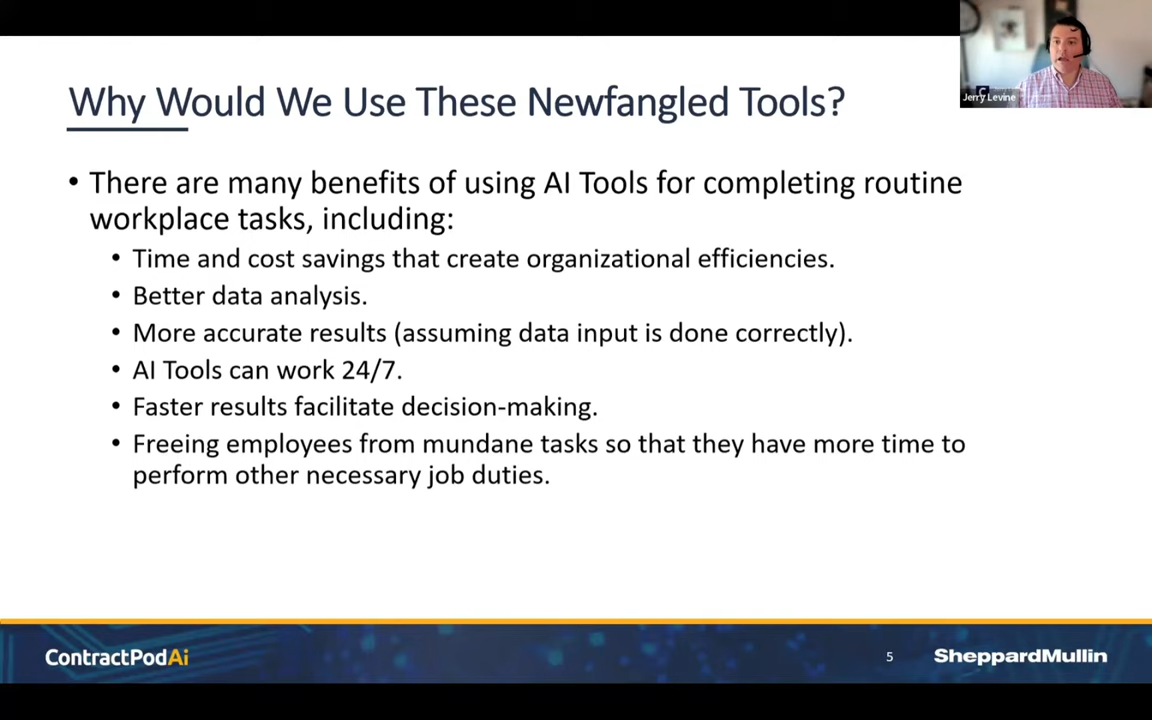 Why Would We Use These Newfangled Tools?
Jerry Levine
• There are many benefits of using AI Tools for completing routine
workplace tasks, including:
• Time and cost savings that create organizational efficiencies.
• Better data analysis.
• More accurate results (assuming data input is done correctly).
• AI Tools can work 24/7.
• Faster results facilitate decision-making.
• Freeing employees from mundane tasks so that they have more time to
perform other necessary job duties.
ContractPodAi
5
SheppardMullin